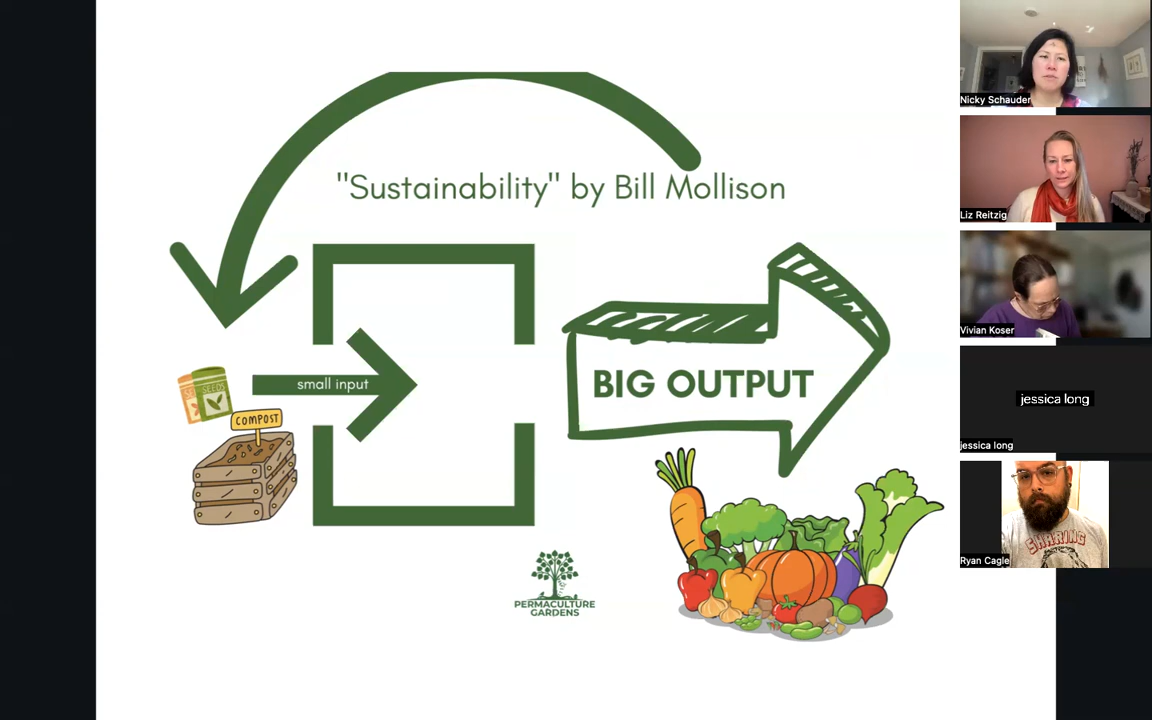 "Sustainability" by Bill Mollison
small input
SEEDS
COMPOST
BIG OUTPUT
PERMACULTURE
GARDENS
Nicky Schauder
Liz Reitzig
Vivian Koser
jessica long
jessica long
SHARING
Ryan Cagle